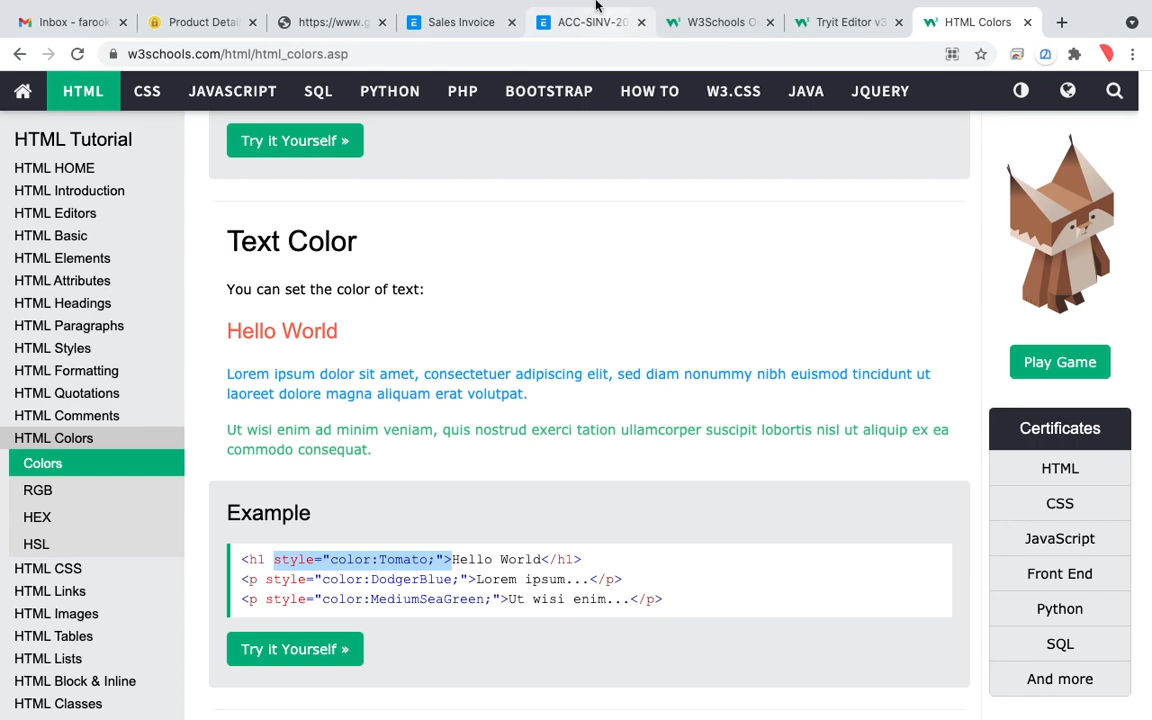 Inbox - farook
Product Detai
https://www.g
Sales Invoice
ACC-SINV-20
W3Schools O
Tryit Editor v3
HTML Colors
w3schools.com/html/html_colors.asp
HTML
CSS
JAVASCRIPT
SQL
PYTHON
PHP
BOOTSTRAP
HOW TO
W3.CSS
JAVA
JQUERY
HTML Tutorial
HTML HOME
HTML Introduction
HTML Editors
HTML Basic
HTML Elements
HTML Attributes
HTML Headings
HTML Paragraphs
HTML Styles
HTML Formatting
HTML Quotations
HTML Comments
HTML Colors
Colors
RGB
HEX
HSL
HTML CSS
HTML Links
HTML Images
HTML Tables
HTML Lists
HTML Block & Inline
HTML Classes
Try it Yourself »
Text Color
You can set the color of text:
Hello World
Lorem ipsum dolor sit amet, consectetuer adipiscing elit, sed diam nonummy nibh euismod tincidunt ut
laoreet dolore magna aliquam erat volutpat.
Ut wisi enim ad minim veniam, quis nostrud exerci tation ullamcorper suscipit lobortis nisl ut aliquip ex ea
commodo consequat.
Example
<h1 style="color:Tomato;">Hello World</h1>
<p style="color:DodgerBlue;">Lorem ipsum...</p>
<p style="color:MediumSeaGreen;">Ut wisi enim...</p>
Try it Yourself »
Play Game
Certificates
HTML
CSS
JavaScript
Front End
Python
SQL
And more